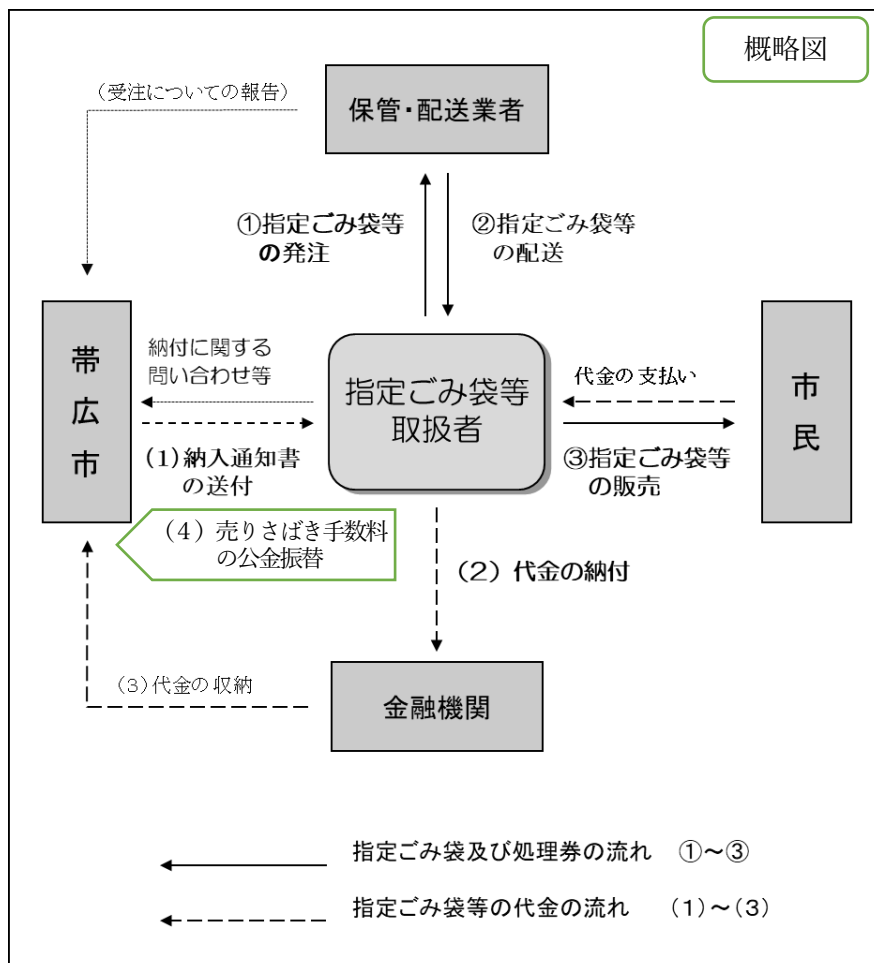 概略図
（受注についての報告）
保管・配送業者
①指定ごみ袋等
の発注
②指定ごみ袋等
の配送
帯広市
納付に関する
問い合わせ等
(1)納入通知書
の送付
指定ごみ袋等
取扱者
代金の支払い
③指定ごみ袋等
の販売
市民
（4）売りさばき手数料
の公金振替
（2）代金の納付
（3）代金の収納
金融機関
指定ごみ袋及び処理券の流れ　①～③
指定ごみ袋等の代金の流れ　（1）～（3）